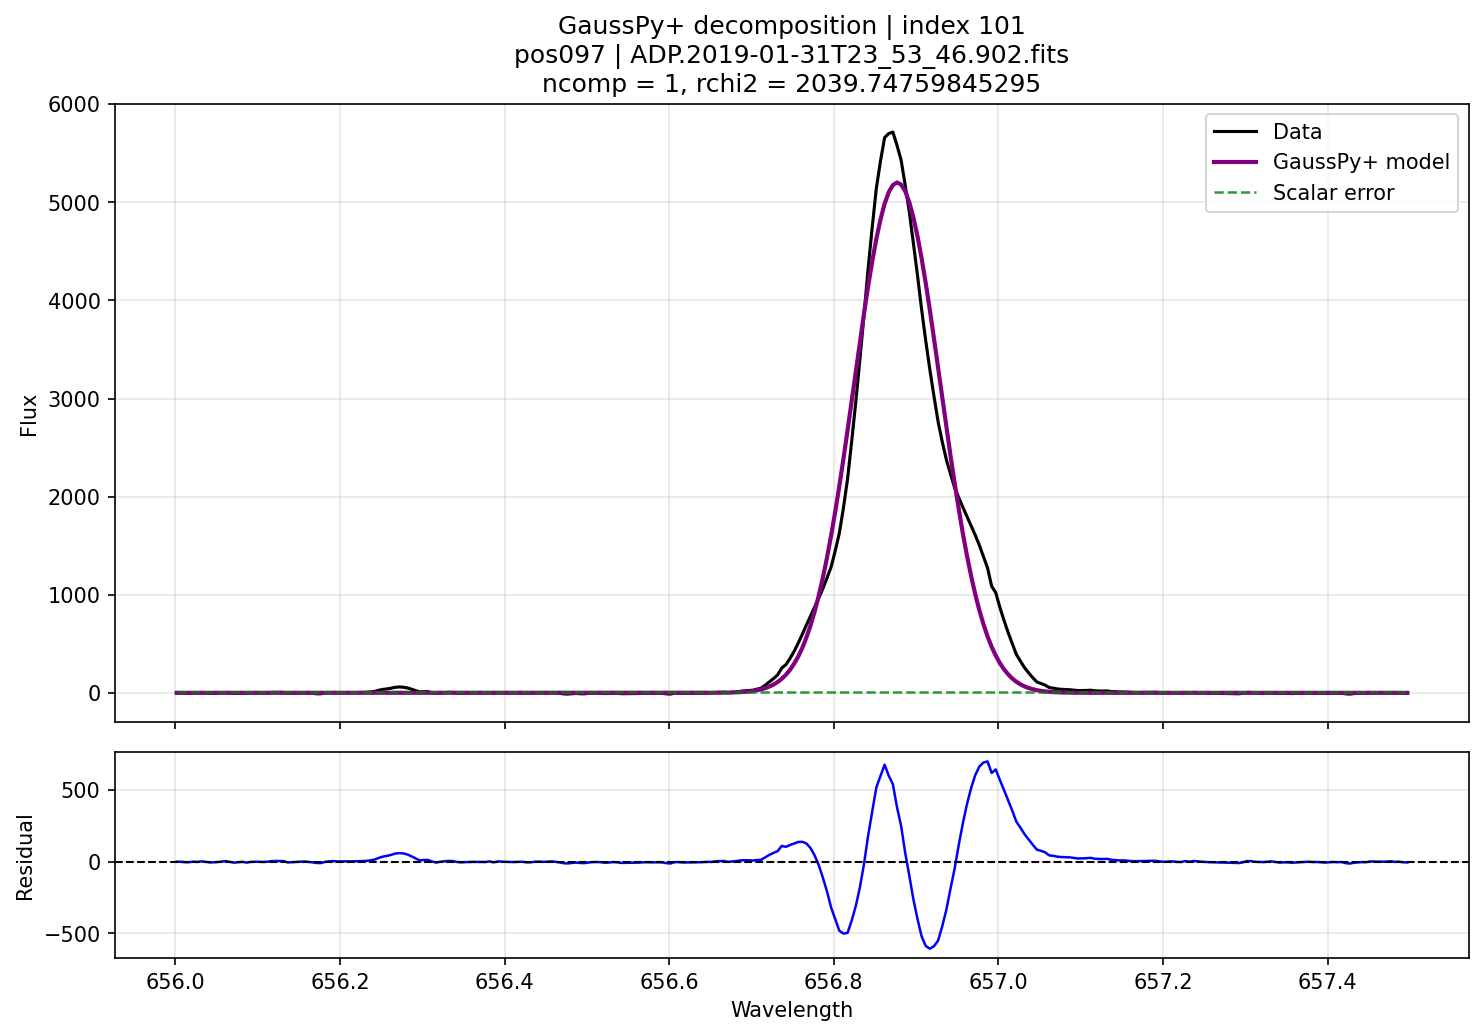 GaussPy+ decomposition | index 101
pos097 | ADP.2019-01-31T23_53_46.902.fits
ncomp = 1, rchi2 = 2039.74759845295
6000
5000
4000
3000
2000
1000
0
Flux
Data
GaussPy+ model
Scalar error
500
0
−500
Residual
656.0
656.2
656.4
656.6
656.8
657.0
657.2
657.4
Wavelength